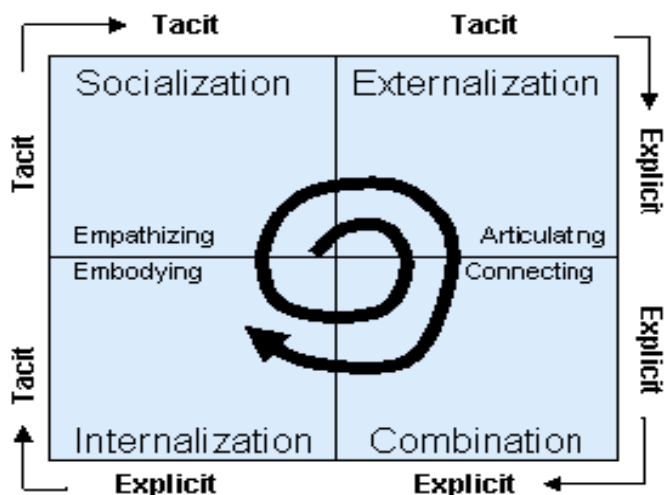 Tacit Tacit
Socialization Externalization
Tacit Explicit
Empathizing Articulatng
Embodying Connecting
Tacit Explicit
Internalization Combination
Explicit Explicit